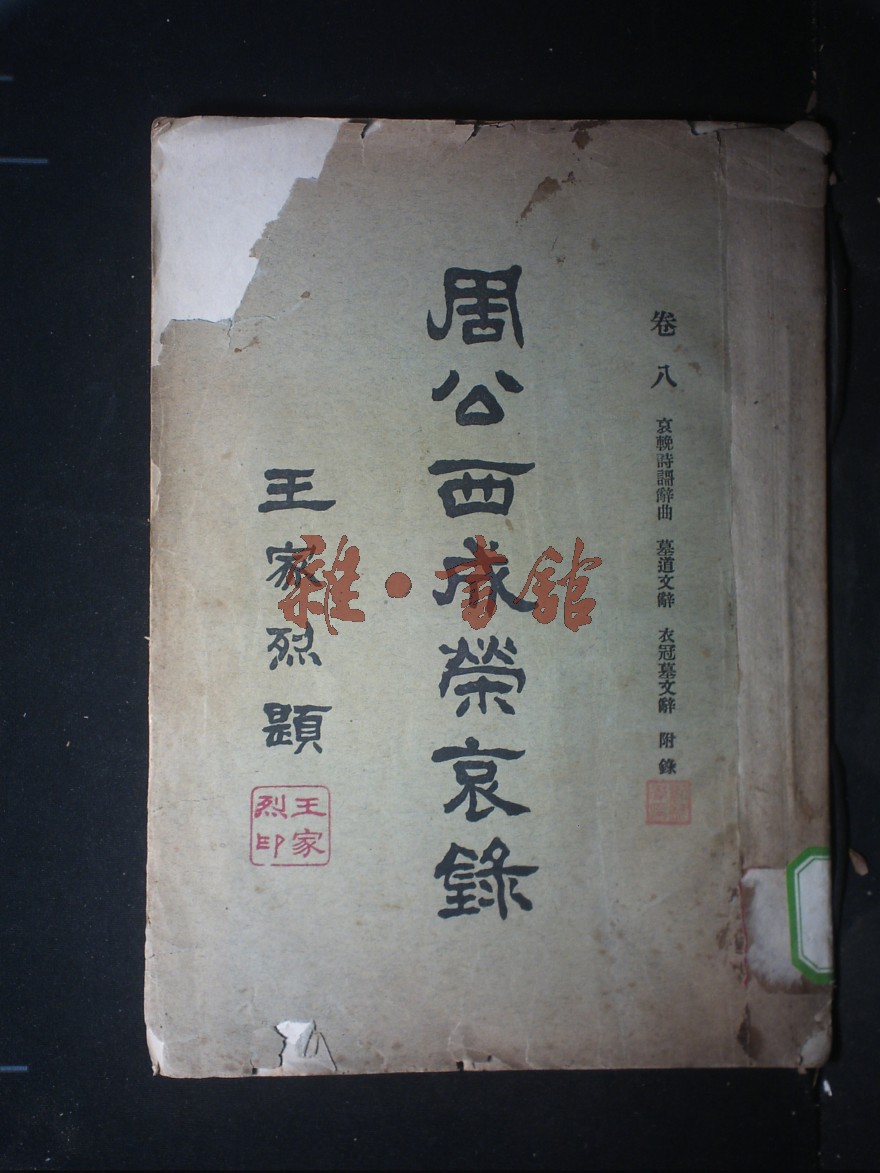 卷八 哀輓詩謌辭曲 墓道文辭 衣冠墓文辭 附錄
周公西成榮哀錄
王家烈題
王家烈印
雜·書館